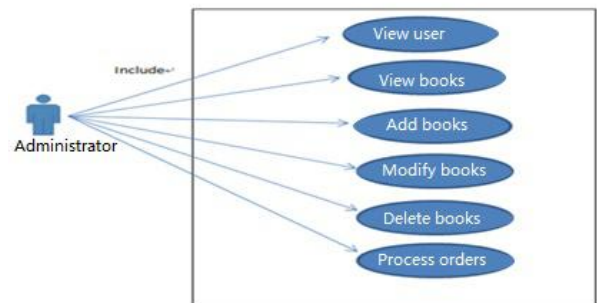 View user
Include
View books
Add books
Administrator
Modify books
Delete books
Process orders